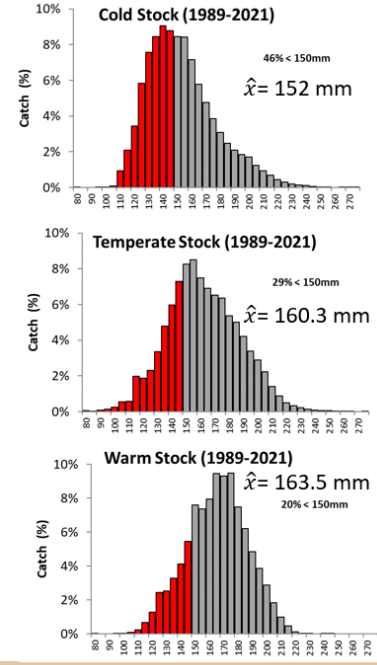 Cold Stock (1989-2021)
46% < 150mm
x̂= 152 mm
Catch (%)
10%
8%
6%
4%
2%
0%
80 90 100 110 120 130 140 150 160 170 180 190 200 210 220 230 240 250 260 270
Temperate Stock (1989-2021)
29% < 150mm
x̂= 160.3 mm
Catch (%)
10%
8%
6%
4%
2%
0%
80 90 100 110 120 130 140 150 160 170 180 190 200 210 220 230 240 250 260 270
Warm Stock (1989-2021)
x̂= 163.5 mm
20% < 150mm
Catch (%)
10%
8%
6%
4%
2%
0%
80 90 100 110 120 130 140 150 160 170 180 190 200 210 220 230 240 250 260 270